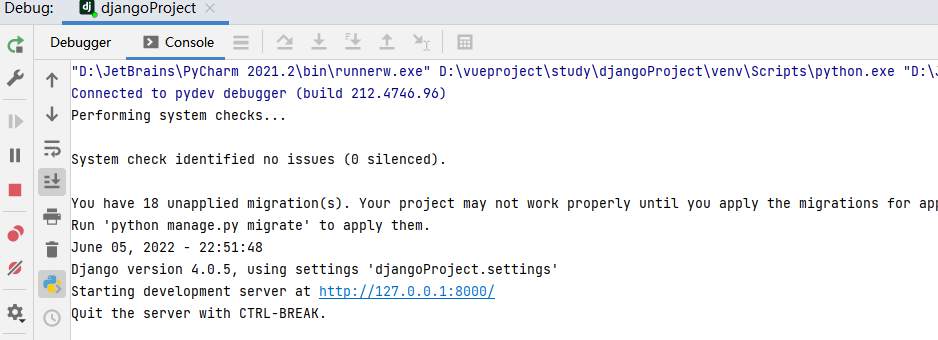 Debug: djangoProject
Debugger Console
"D:\JetBrains\PyCharm 2021.2\bin\runnerw.exe" D:\vueproject\study\djangoProject\venv\Scripts\python.exe "D:\J
Connected to pydev debugger (build 212.4746.96)
Performing system checks...
System check identified no issues (0 silenced).
You have 18 unapplied migration(s). Your project may not work properly until you apply the migrations for app
Run 'python manage.py migrate' to apply them.
June 05, 2022 - 22:51:48
Django version 4.0.5, using settings 'djangoProject.settings'
Starting development server at http://127.0.0.1:8000/
Quit the server with CTRL-BREAK.